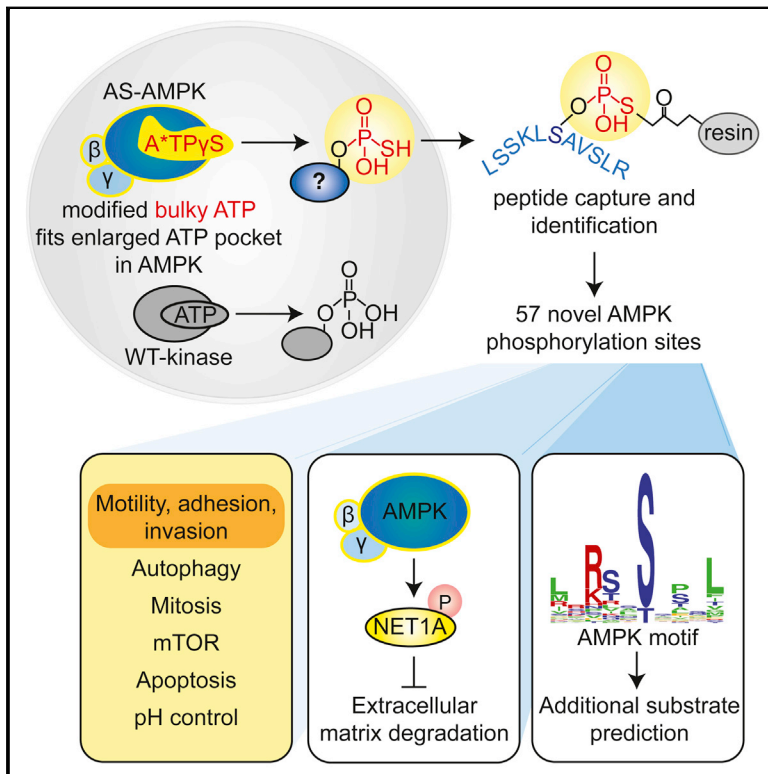 AS-AMPK
β
γ
A*TPγS
modified bulky ATP
fits enlarged ATP pocket
in AMPK
ATP
WT-kinase
O
P
SH
OH
O
?
O
P
OH
OH
O
O
P
S
OH
O
O
resin
LSSKLSAVSLR
peptide capture and
identification
57 novel AMPK
phosphorylation sites
Motility, adhesion,
invasion
Autophagy
Mitosis
mTOR
Apoptosis
pH control
β
γ
AMPK
P
NET1A
Extracellular
matrix degradation
L RS S P L
M K T S
AMPK motif
Additional substrate
prediction